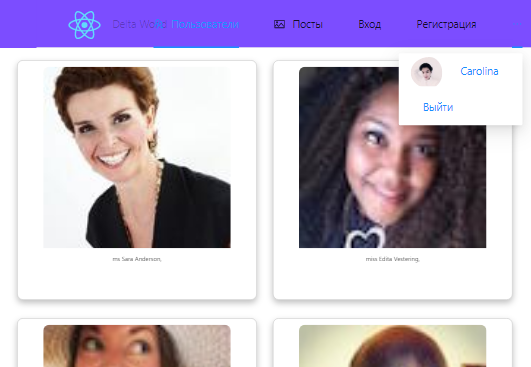 Delta World Пользователи Посты Вход Регистрация
Carolina
Выйти
ms Sara Anderson,
miss Edita Vestering,